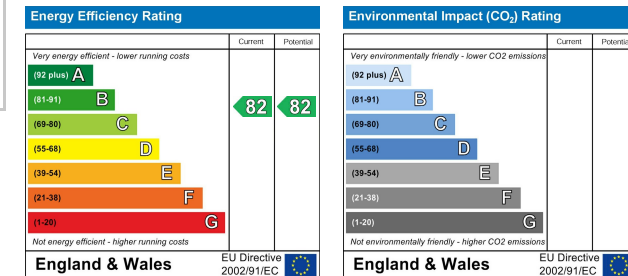 Energy Efficiency Rating
Current Potential
Very energy efficient - lower running costs
(92 plus) A
(81-91) B
82 82
(69-80) C
(55-68) D
(39-54) E
(21-38) F
(1-20) G
Not energy efficient - higher running costs
England & Wales
EU Directive
2002/91/EC
Environmental Impact (CO₂) Rating
Current Potentia
Very environmentally friendly - lower CO2 emissions
(92 plus) A
(81-91) B
(69-80) C
(55-68) D
(39-54) E
(21-38) F
(1-20) G
Not environmentally friendly - higher CO2 emissions
England & Wales
EU Directive
2002/91/EC